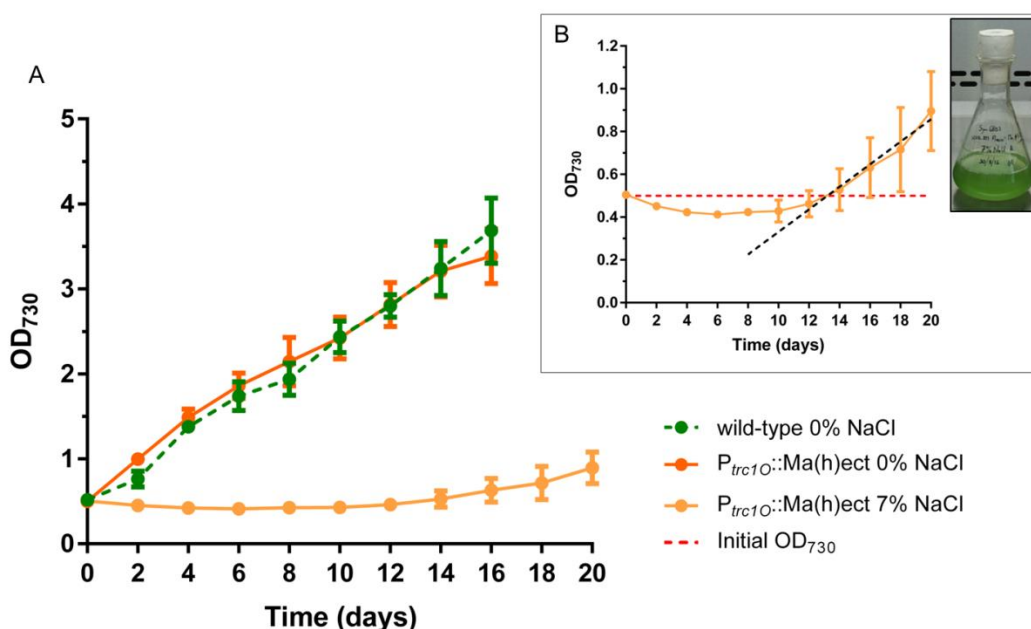 A
OD730
5
4
3
2
1
0
0 2 4 6 8 10 12 14 16 18 20
Time (days)
B
OD730
1.2
1.0
0.8
0.6
0.4
0.2
0.0
0 2 4 6 8 10 12 14 16 18 20
Time (days)
wild-type 0% NaCl
Ptrc1O::Ma(h)ect 0% NaCl
Ptrc1O::Ma(h)ect 7% NaCl
Initial OD730